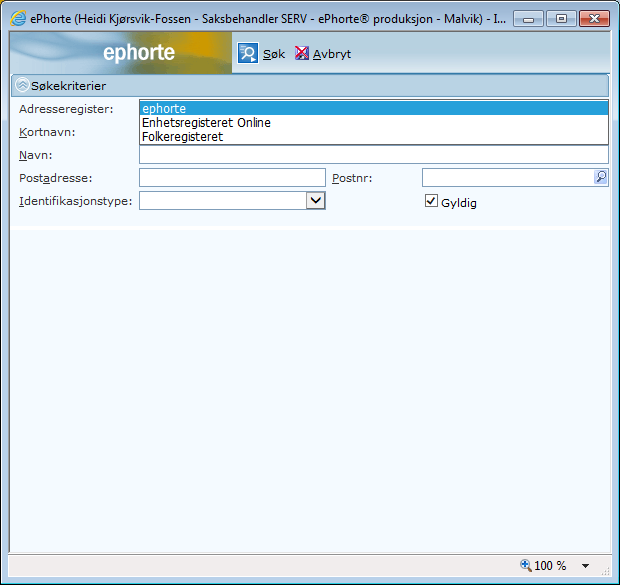 ePhorte (Heidi Kjørsvik-Fossen - Saksbehandler SERV - ePhorte® produksjon - Malvik) - I...
ephorte Søk Avbryt
Søkekriterier
Adresseregister: ephorte
Enhetsregisteret Online
Kortnavn: Folkeregisteret
Navn:
Postadresse: Postnr:
Identifikasjonstype: Gyldig
100 %